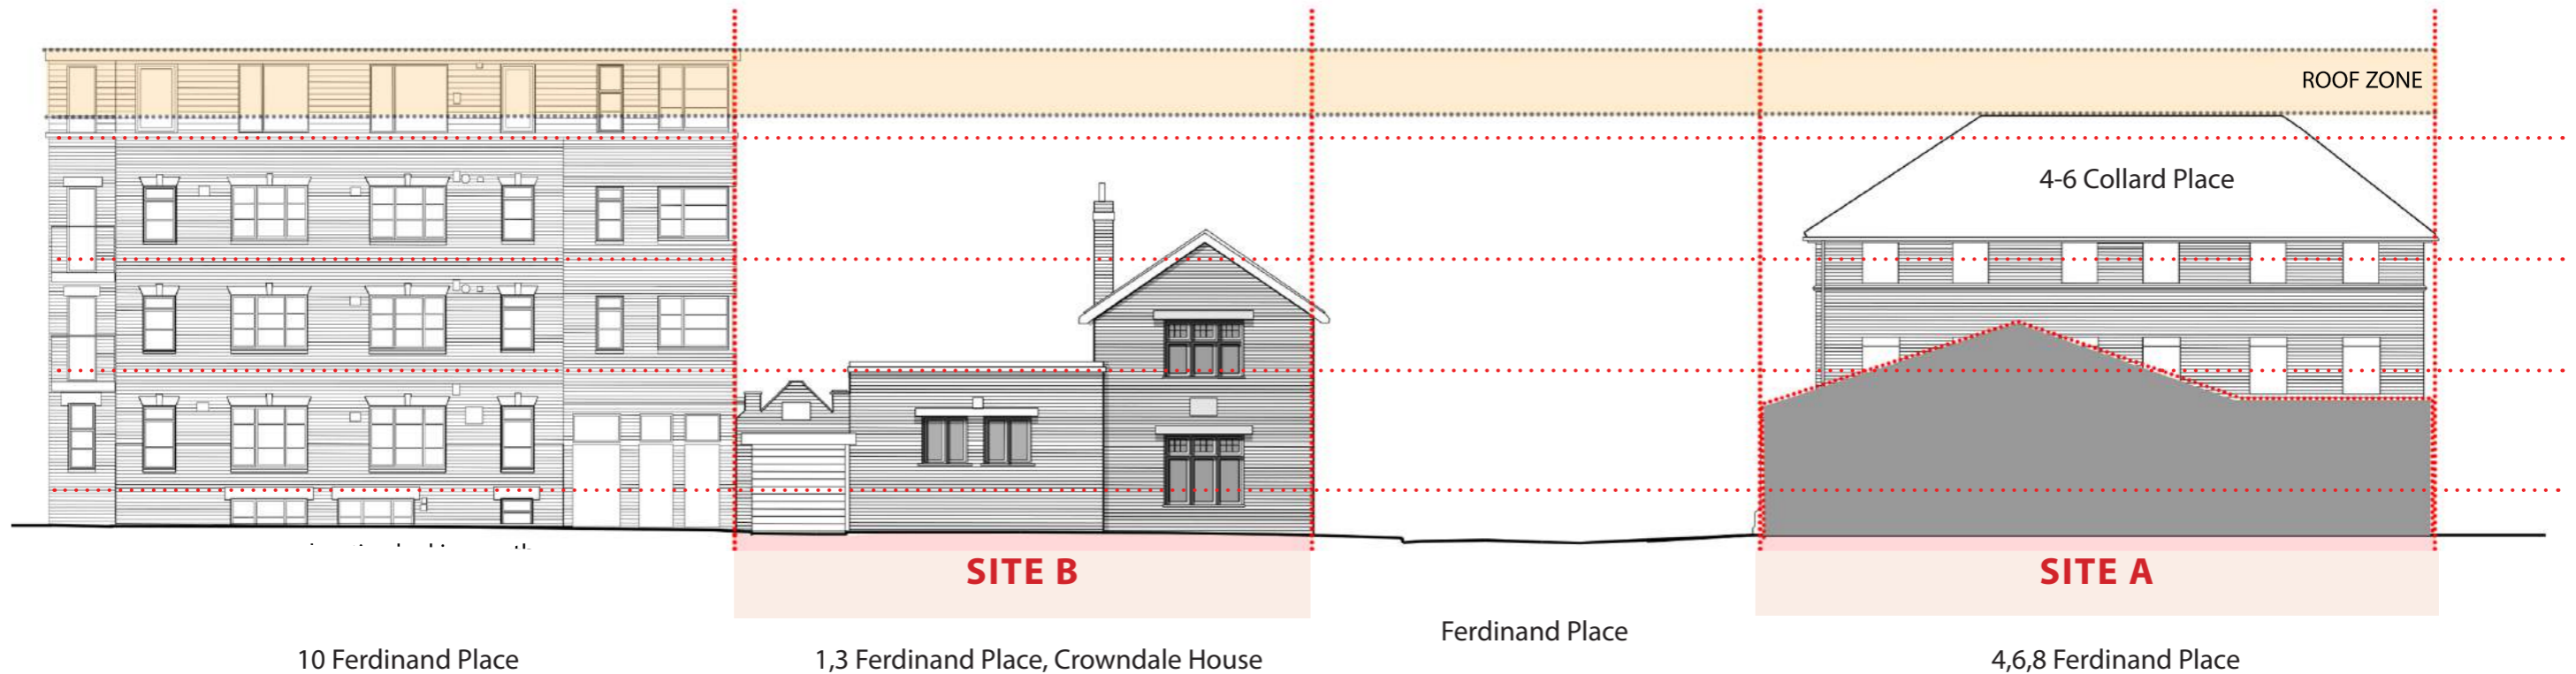 ROOF ZONE
4-6 Collard Place
SITE B
SITE A
Ferdinand Place
10 Ferdinand Place
1,3 Ferdinand Place, Crowndale House
4,6,8 Ferdinand Place